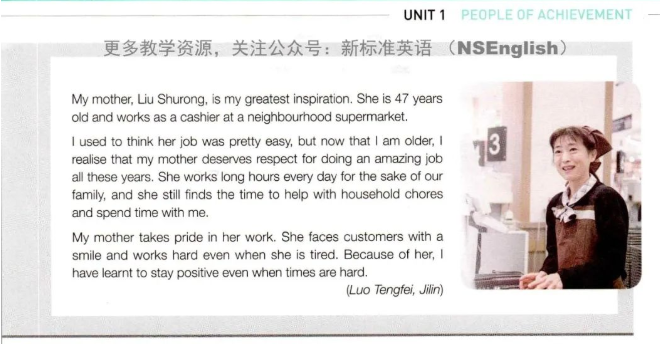 UNIT 1 PEOPLE OF ACHIEVEMENT
更多教学资源，关注公众号：新标准英语 （NSEnglish）
My mother, Liu Shurong, is my greatest inspiration. She is 47 years
old and works as a cashier at a neighbourhood supermarket.
I used to think her job was pretty easy, but now that I am older, I
realise that my mother deserves respect for doing an amazing job
all these years. She works long hours every day for the sake of our
family, and she still finds the time to help with household chores
and spend time with me.
My mother takes pride in her work. She faces customers with a
smile and works hard even when she is tired. Because of her, I
have learnt to stay positive even when times are hard.
(Luo Tengfei, Jilin)
3